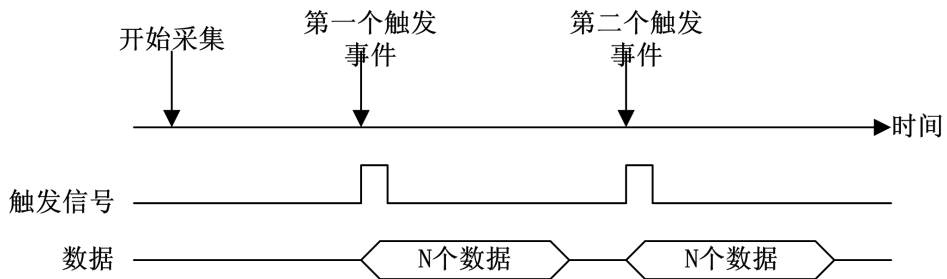 开始采集
第一个触发
事件
第二个触发
事件
时间
触发信号
数据
N个数据
N个数据